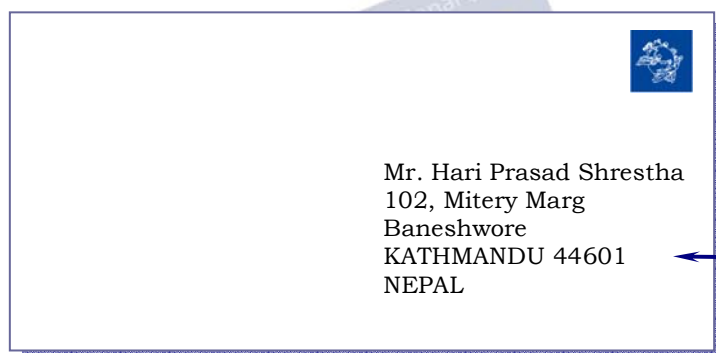 Mr. Hari Prasad Shrestha
102, Mitery Marg
Baneshwore
KATHMANDU 44601
NEPAL